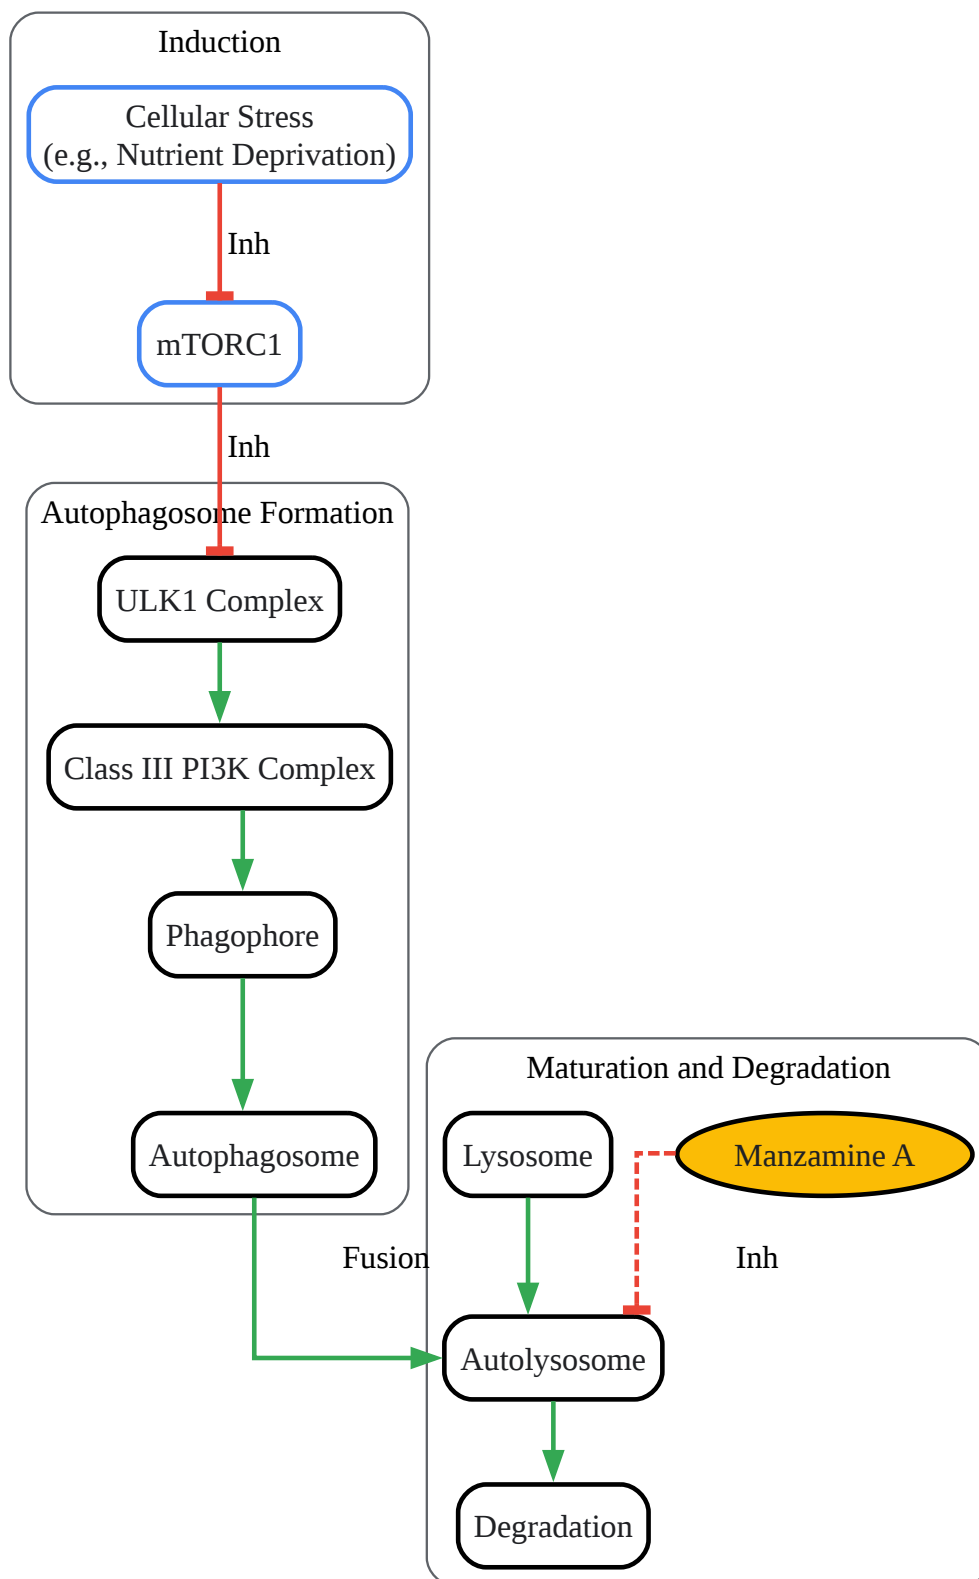 Induction
Cellular Stress
(e.g., Nutrient Deprivation)
Inh
mTORC1
Inh
Autophagosome Formation
ULK1 Complex
Class III PI3K Complex
Phagophore
Autophagosome
Maturation and Degradation
Lysosome
Manzamine A
Fusion
Inh
Autolysosome
Degradation